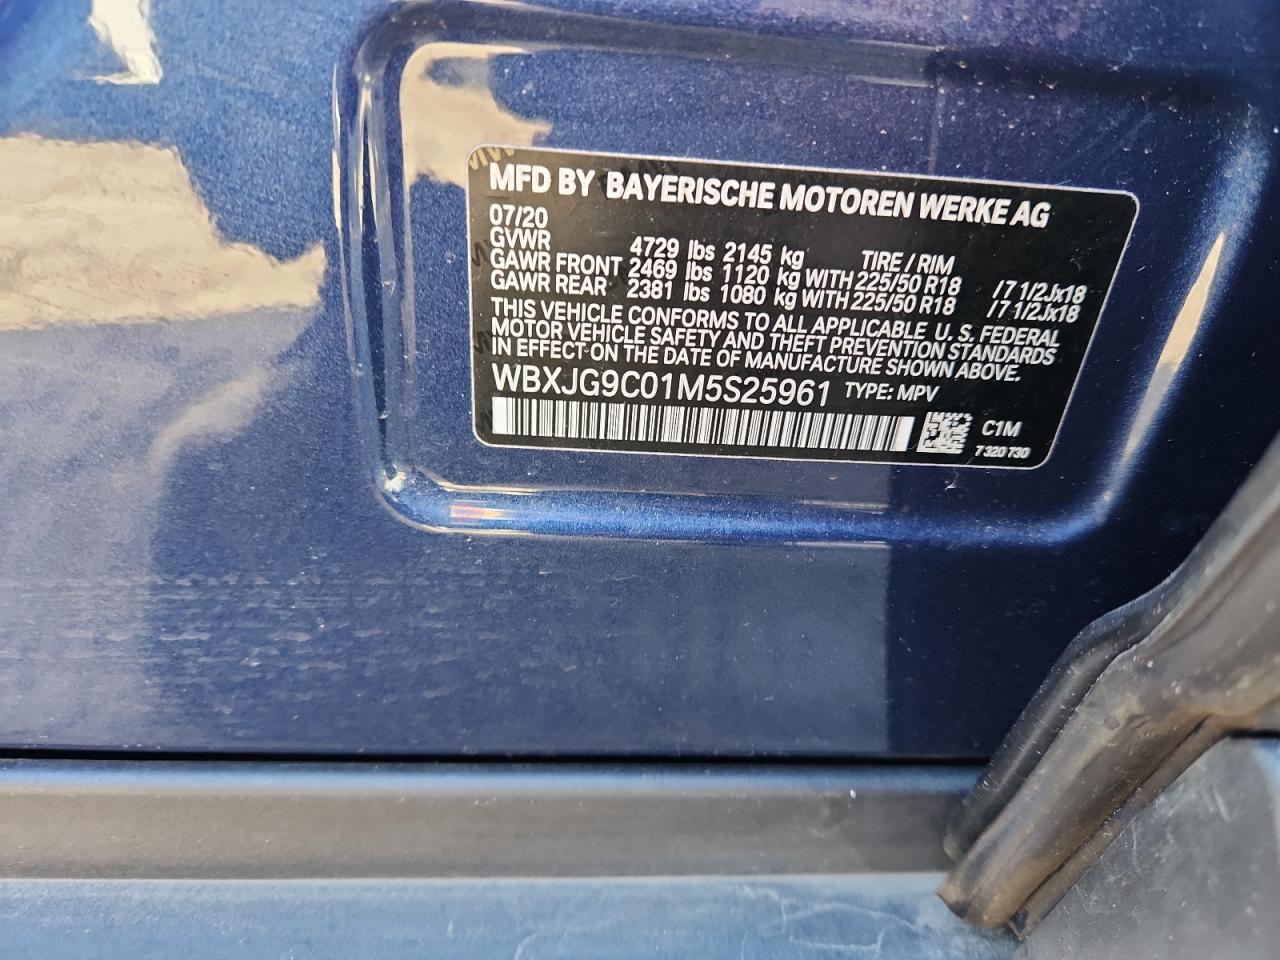 MFD BY BAYERISCHE MOTOREN WERKE AG
07/20
GVWR 4729 lbs 2145 kg TIRE / RIM
GAWR FRONT 2469 lbs 1120 kg WITH 225/50 R18 /7 1/2Jx18
GAWR REAR 2381 lbs 1080 kg WITH 225/50 R18 /7 1/2Jx18
THIS VEHICLE CONFORMS TO ALL APPLICABLE U. S. FEDERAL
MOTOR VEHICLE SAFETY AND THEFT PREVENTION STANDARDS
IN EFFECT ON THE DATE OF MANUFACTURE SHOWN ABOVE.
WBXJG9C01M5S25961 TYPE: MPV
C1M
7 320 730